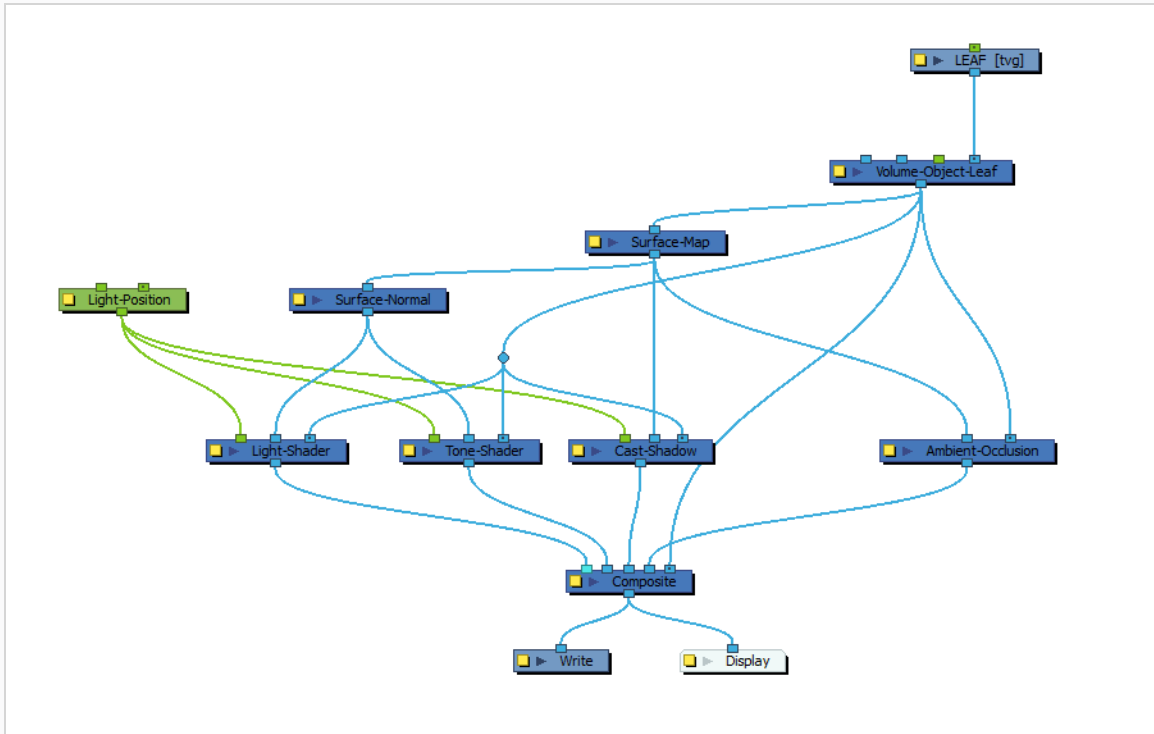 LEAF [tvg]
Volume-Object-Leaf
Surface-Map
Light-Position
Surface-Normal
Light-Shader
Tone-Shader
Cast-Shadow
Ambient-Occlusion
Composite
Write
Display